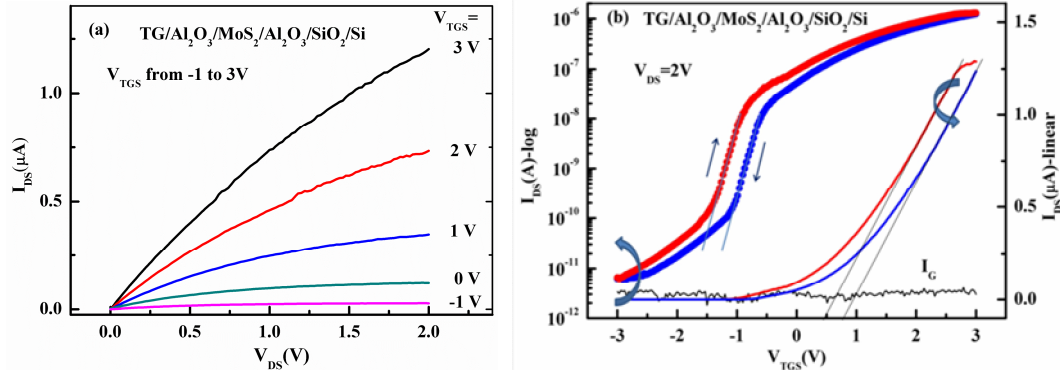 (a)
TG/Al2O3/MoS2/Al2O3/SiO2/Si
VTGS=
3 V
VTGS from -1 to 3V
2 V
1 V
0 V
-1 V
IDS(μA)
1.0
0.5
0.0
0.0 0.5 1.0 1.5 2.0
VDS(V)
(b)
TG/Al2O3/MoS2/Al2O3/SiO2/Si
VDS=2V
IG
IDS(A)-log
10-6
10-7
10-8
10-9
10-10
10-11
10-12
IDS(μA)-linear
1.5
1.0
0.5
0.0
-3 -2 -1 0 1 2 3
VTGS(V)